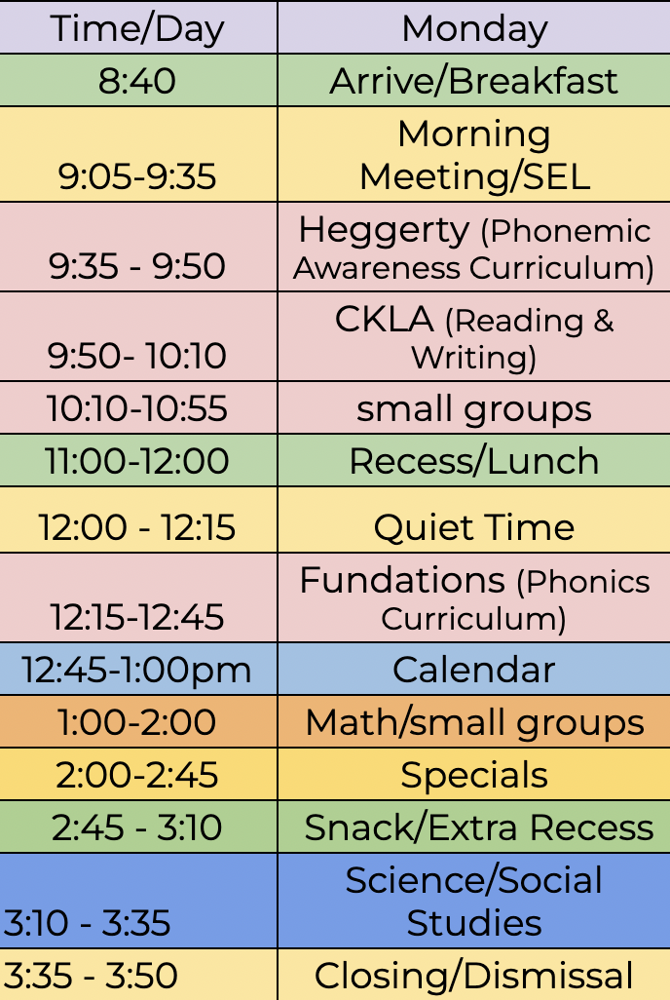 Time/Day Monday
8:40 Arrive/Breakfast
Morning
9:05-9:35 Meeting/SEL
Heggerty (Phonemic
9:35 - 9:50 Awareness Curriculum)
CKLA (Reading &
9:50- 10:10 Writing)
10:10-10:55 small groups
11:00-12:00 Recess/Lunch
12:00 - 12:15 Quiet Time
Fundations (Phonics
12:15-12:45 Curriculum)
12:45-1:00pm Calendar
1:00-2:00 Math/small groups
2:00-2:45 Specials
2:45 - 3:10 Snack/Extra Recess
Science/Social
3:10 - 3:35 Studies
3:35 - 3:50 Closing/Dismissal